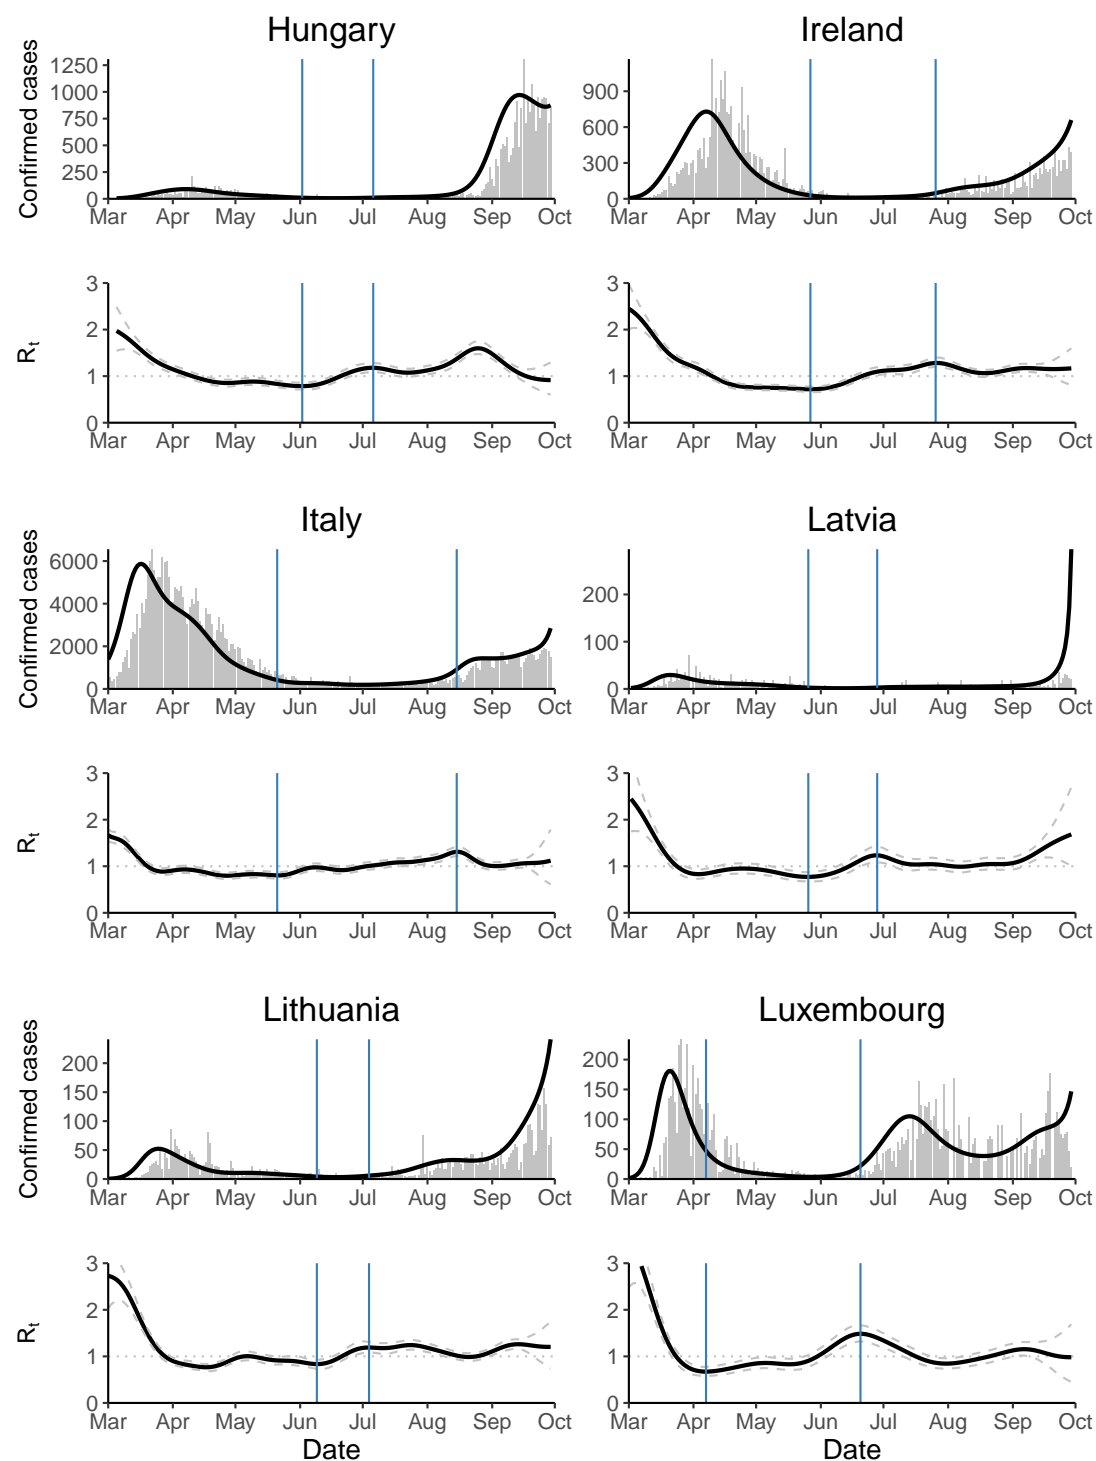 Hungary
Ireland
Confirmed cases
1250
1000
750
500
250
0
Mar Apr May Jun Jul Aug Sep Oct
900
600
300
0
Mar Apr May Jun Jul Aug Sep Oct
Rt
3
2
1
0
Mar Apr May Jun Jul Aug Sep Oct
3
2
1
0
Mar Apr May Jun Jul Aug Sep Oct
Italy
Latvia
Confirmed cases
6000
4000
2000
0
Mar Apr May Jun Jul Aug Sep Oct
200
100
0
Mar Apr May Jun Jul Aug Sep Oct
Rt
3
2
1
0
Mar Apr May Jun Jul Aug Sep Oct
3
2
1
0
Mar Apr May Jun Jul Aug Sep Oct
Lithuania
Luxembourg
Confirmed cases
200
150
100
50
0
Mar Apr May Jun Jul Aug Sep Oct
200
150
100
50
0
Mar Apr May Jun Jul Aug Sep Oct
Rt
3
2
1
0
Mar Apr May Jun Jul Aug Sep Oct
Date
3
2
1
0
Mar Apr May Jun Jul Aug Sep Oct
Date